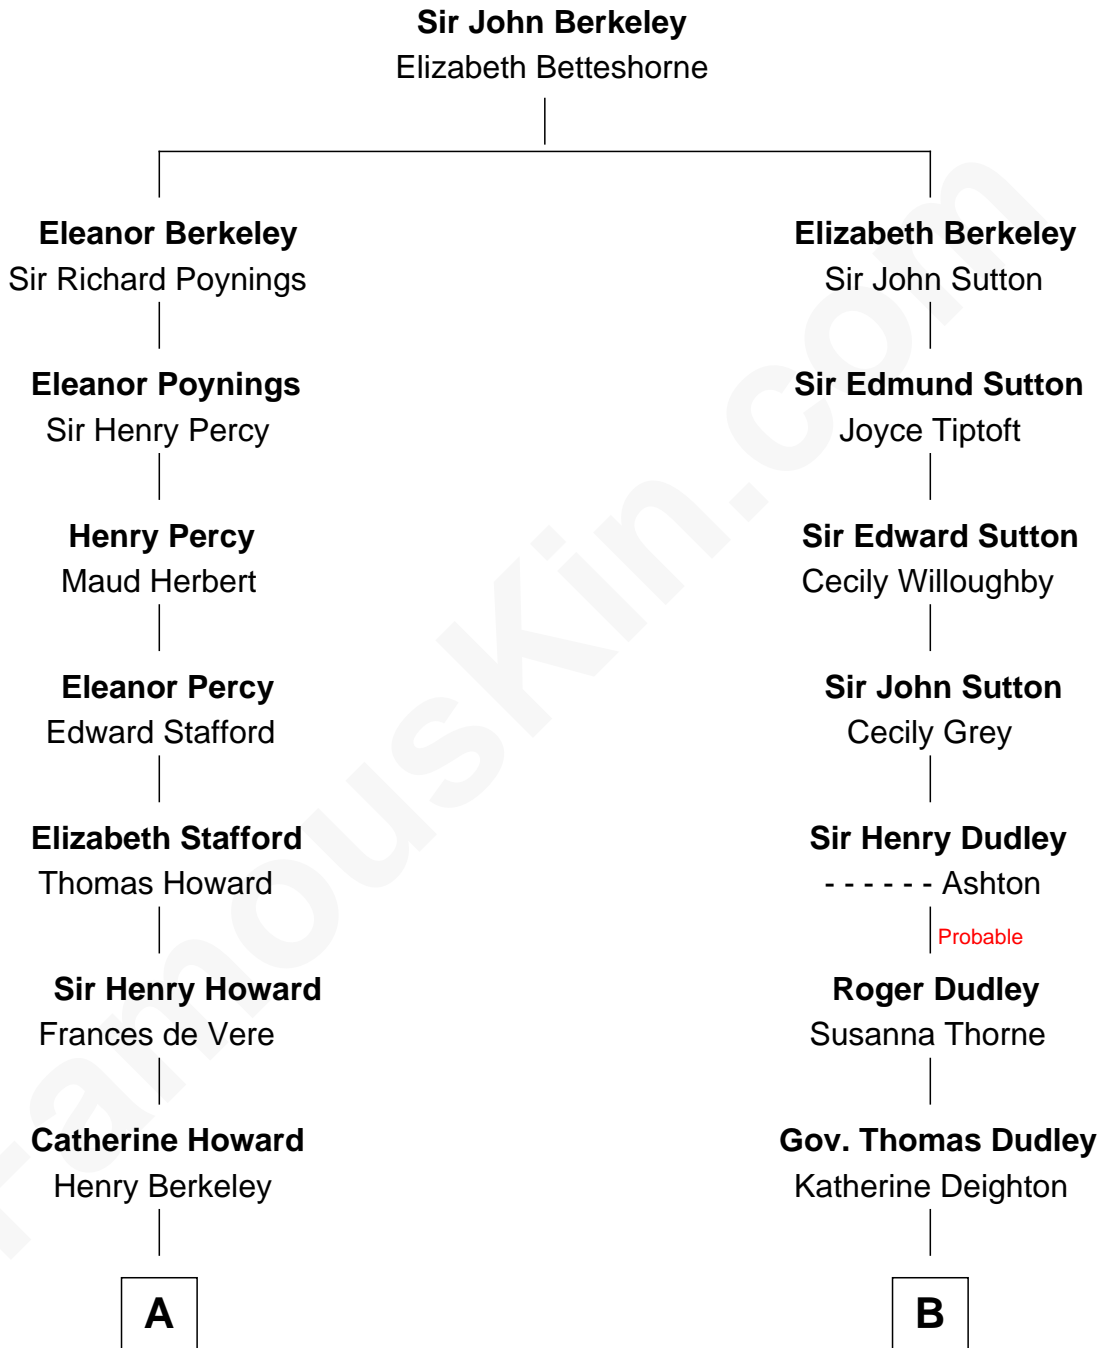 Sir John Berkeley
Elizabeth Betteshorne
Eleanor Berkeley
Sir Richard Poynings
Elizabeth Berkeley
Sir John Sutton
Eleanor Poynings
Sir Henry Percy
Sir Edmund Sutton
Joyce Tiptoft
Henry Percy
Maud Herbert
Sir Edward Sutton
Cecily Willoughby
Eleanor Percy
Edward Stafford
Sir John Sutton
Cecily Grey
Elizabeth Stafford
Thomas Howard
Sir Henry Dudley
- - - - - - Ashton
Probable
Sir Henry Howard
Frances de Vere
Roger Dudley
Susanna Thorne
Catherine Howard
Henry Berkeley
Gov. Thomas Dudley
Katherine Deighton
A
B
FamousKin.com